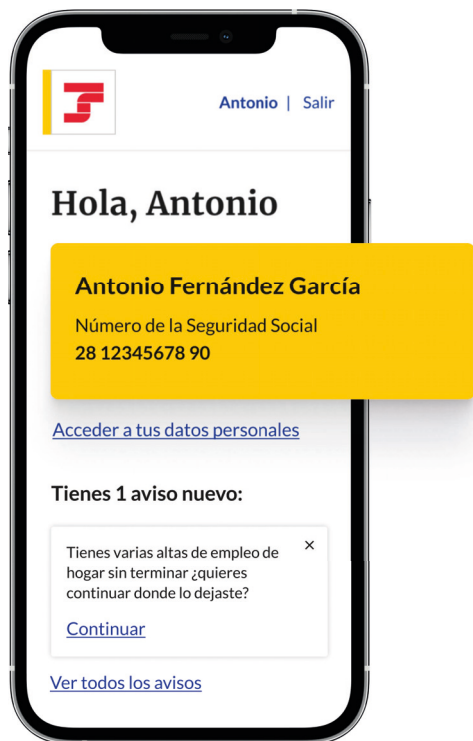 Antonio | Salir
Hola, Antonio
Antonio Fernández García
Número de la Seguridad Social
28 12345678 90
Acceder a tus datos personales
Tienes 1 aviso nuevo:
Tienes varias altas de empleo de
hogar sin terminar ¿quieres
continuar donde lo dejaste?
Continuar
Ver todos los avisos